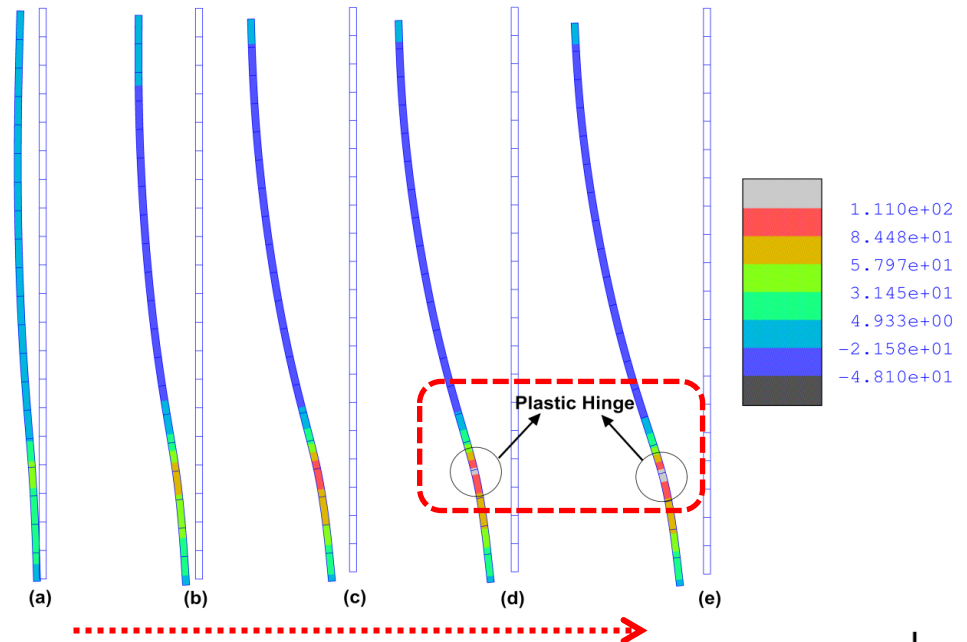 1.110e+02
8.448e+01
5.797e+01
3.145e+01
4.933e+00
-2.158e+01
-4.810e+01
Plastic Hinge
(a)
(b)
(c)
(d)
(e)